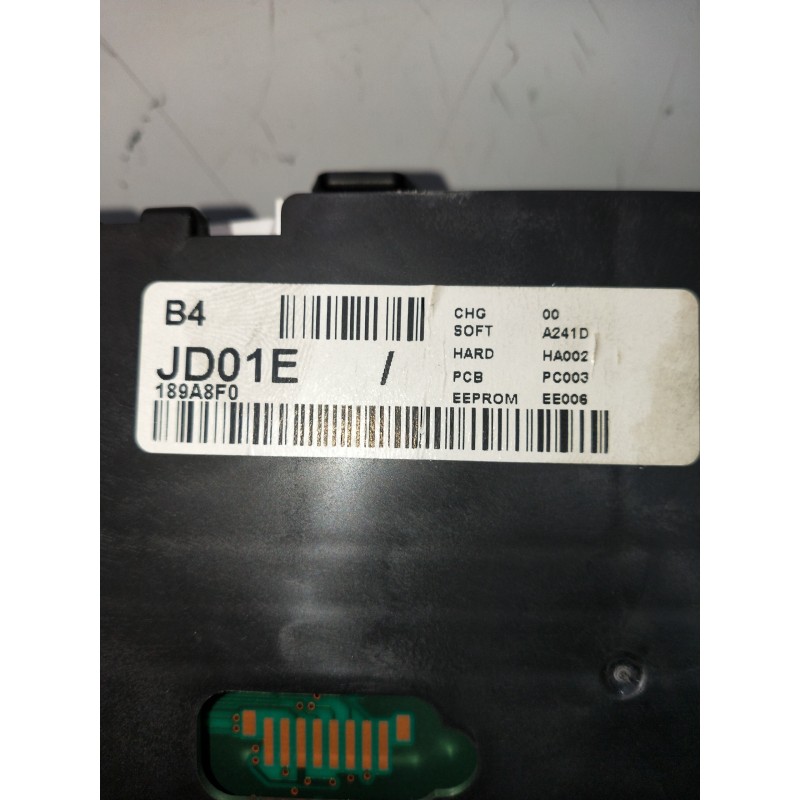 B4
JD01E /
189A8F0
CHG 00
SOFT A241D
HARD HA002
PCB PC003
EEPROM EE006